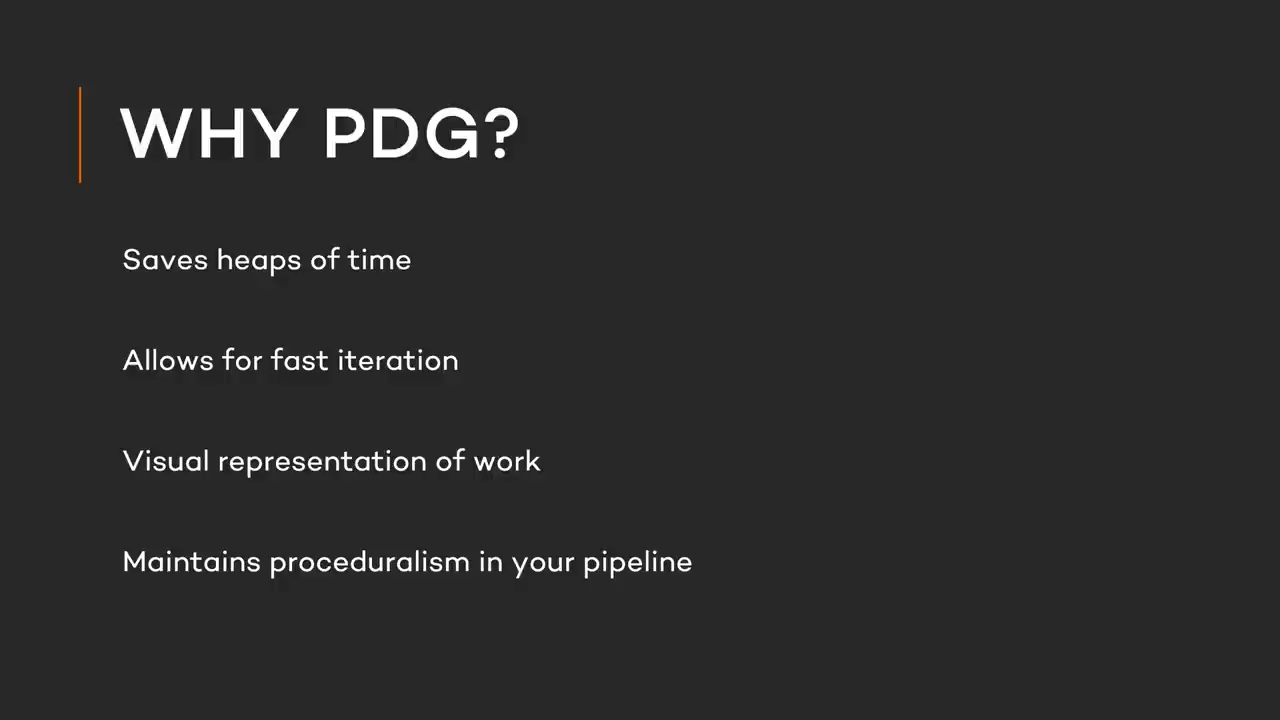 WHY PDG?
Saves heaps of time
Allows for fast iteration
Visual representation of work
Maintains proceduralism in your pipeline